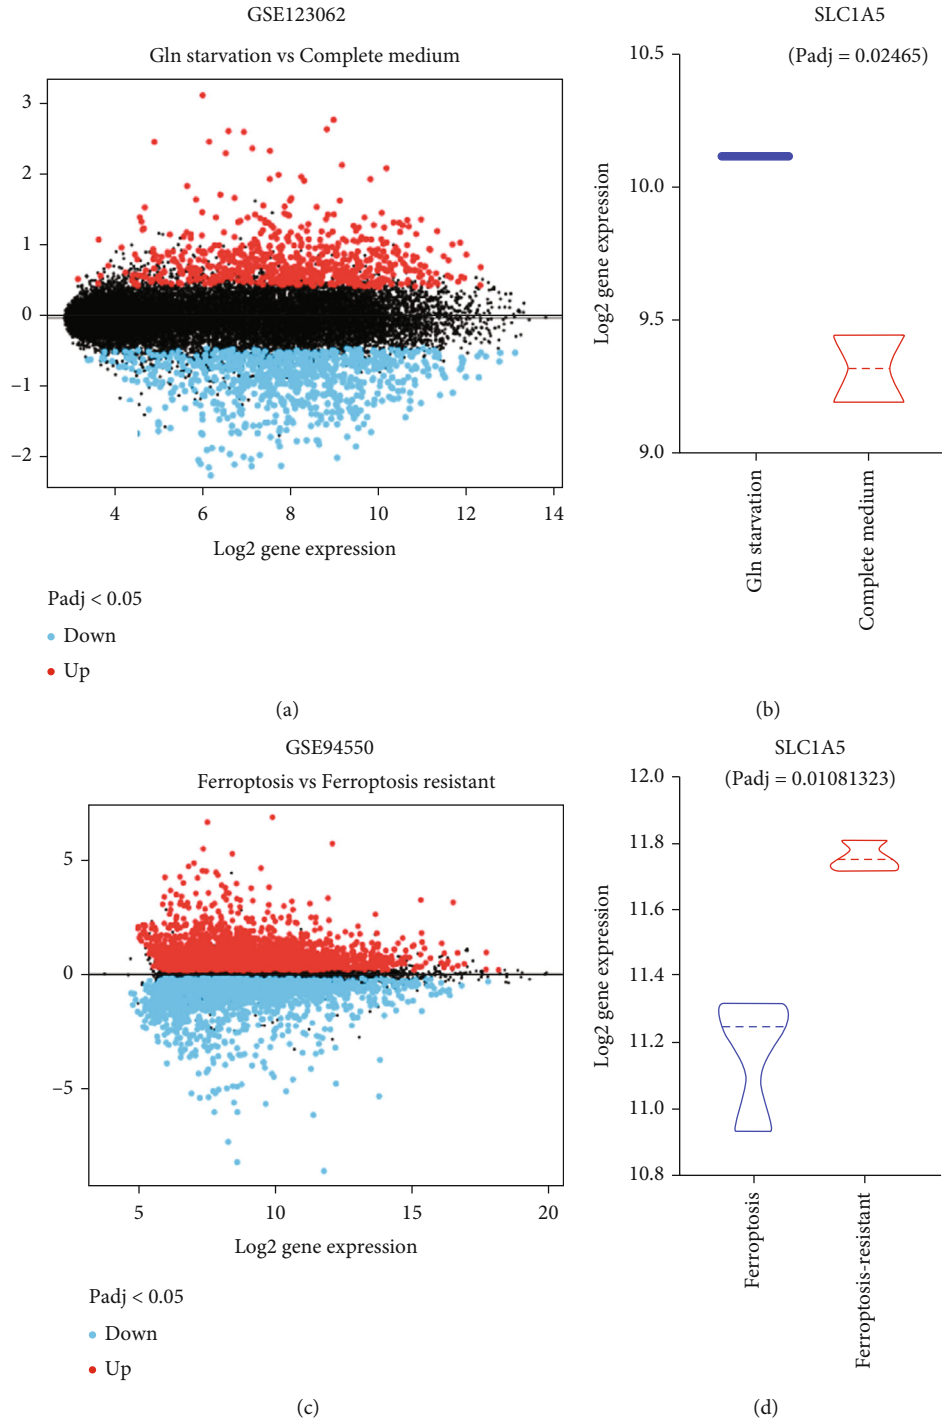 GSE123062
Gln starvation vs Complete medium
3
2
1
0
−1
−2
4 6 8 10 12 14
Log2 gene expression
Padj < 0.05
Down
Up
(a)
SLC1A5
(Padj = 0.02465)
10.5
10.0
9.5
9.0
Log2 gene expression
Gln starvation
Complete medium
(b)
GSE94550
Ferroptosis vs Ferroptosis resistant
5
0
−5
5 10 15 20
Log2 gene expression
Padj < 0.05
Down
Up
(c)
SLC1A5
(Padj = 0.01081323)
12.0
11.8
11.6
11.4
11.2
11.0
10.8
Log2 gene expression
Ferroptosis
Ferroptosis-resistant
(d)